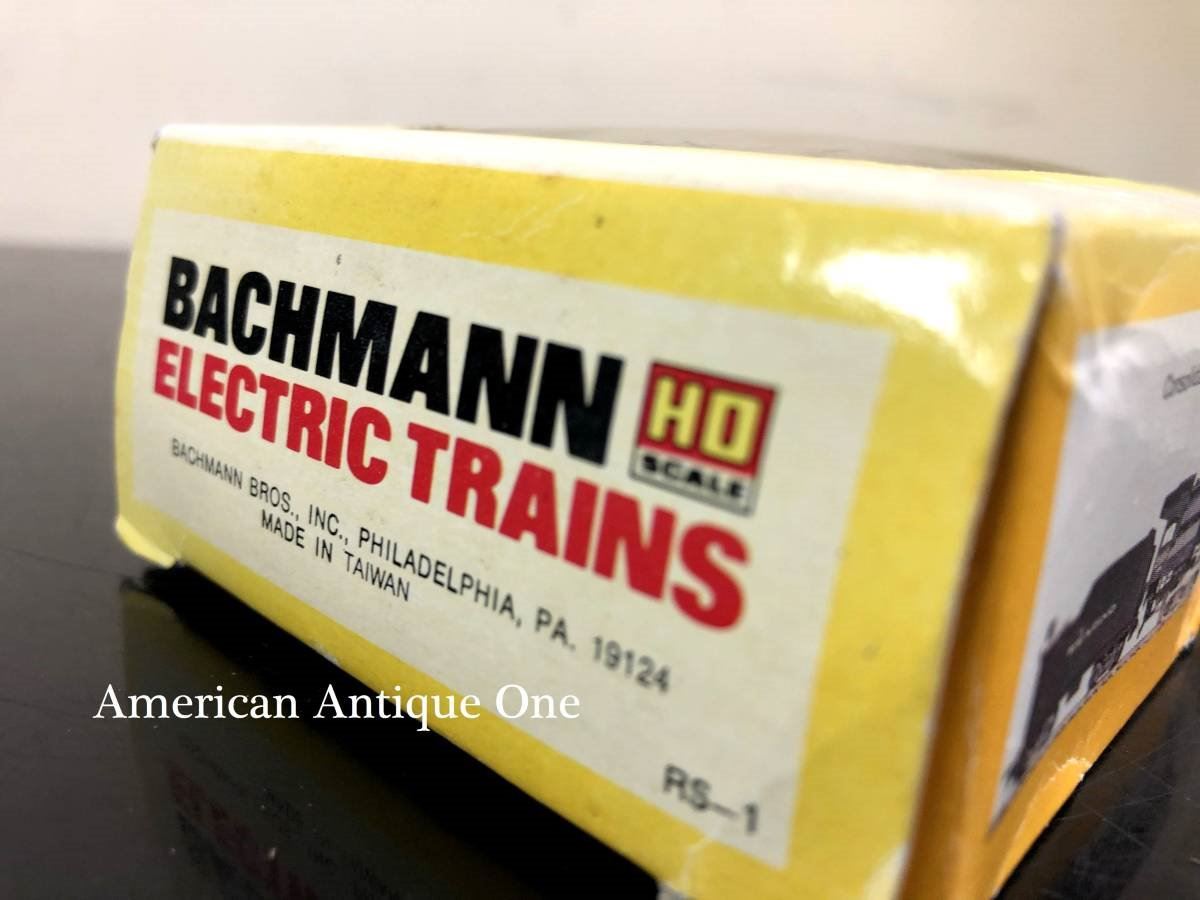 BACHMANN
HO
SCALE
ELECTRIC TRAINS
BACHMANN BROS., INC., PHILADELPHIA, PA. 19124
MADE IN TAIWAN
RS-1
American Antique One